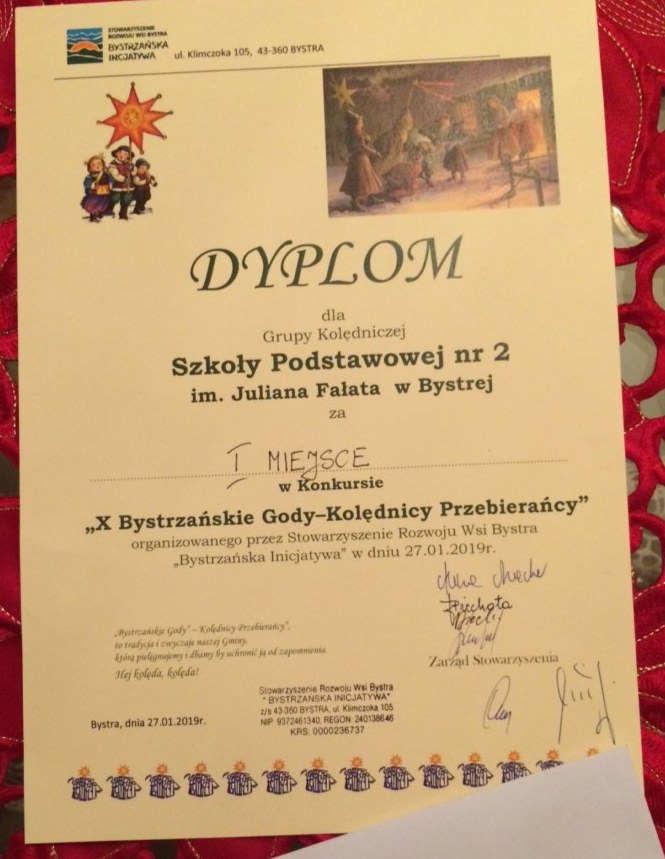 STOWARZYSZENIE
ROZWOJU WSI BYSTRA
BYSTRZAŃSKA
INICJATYWA
ul. Klimczoka 105, 43-360 BYSTRA
DYPLOM
dla
Grupy Kolędniczej
Szkoły Podstawowej nr 2
im. Juliana Fałata w Bystrej
za
I MIEJSCE
w Konkursie
„X Bystrzańskie Gody–Kolędnicy Przebierańcy”
organizowanego przez Stowarzyszenie Rozwoju Wsi Bystra
„Bystrzańska Inicjatywa” w dniu 27.01.2019r.
„Bystrzańskie Gody” – Kolędnicy Przebierańcy”,
to tradycja i zwyczaje naszej Gminy,
którą pielęgnujemy i dbamy by uchronić ją od zapomnienia.
Hej kolęda, kolęda!
Zarząd Stowarzyszenia
Stowarzyszenie Rozwoju Wsi Bystra
" BYSTRZAŃSKA INICJATYWA"
z/s 43-360 BYSTRA, ul. Klimczoka 105
NIP 9372461340, REGON: 240138646
KRS: 0000236737
Bystra, dnia 27.01.2019r.